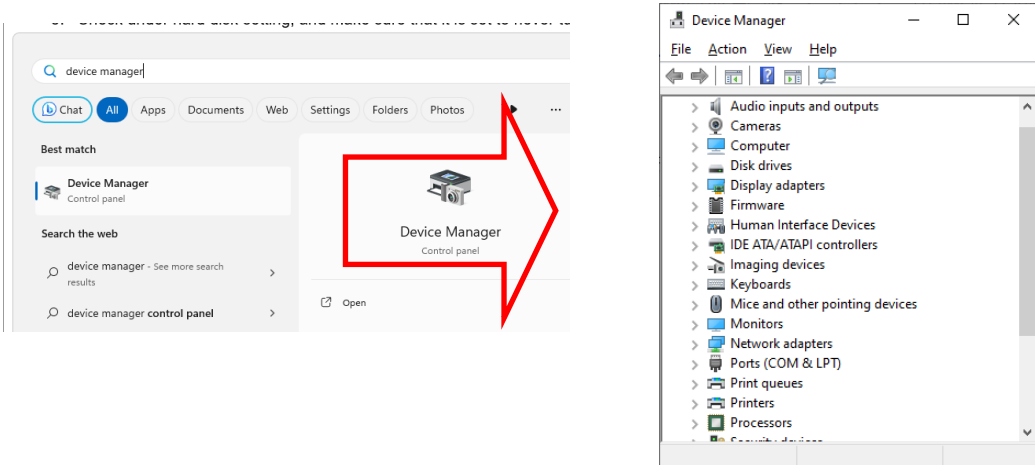 device manager
Chat All Apps Documents Web Settings Folders Photos ...
Best match
Device Manager
Control panel
Search the web
device manager - See more search
results
device manager control panel
Device Manager
Control panel
Open
Device Manager
File Action View Help
Audio inputs and outputs
Cameras
Computer
Disk drives
Display adapters
Firmware
Human Interface Devices
IDE ATA/ATAPI controllers
Imaging devices
Keyboards
Mice and other pointing devices
Monitors
Network adapters
Ports (COM & LPT)
Print queues
Printers
Processors